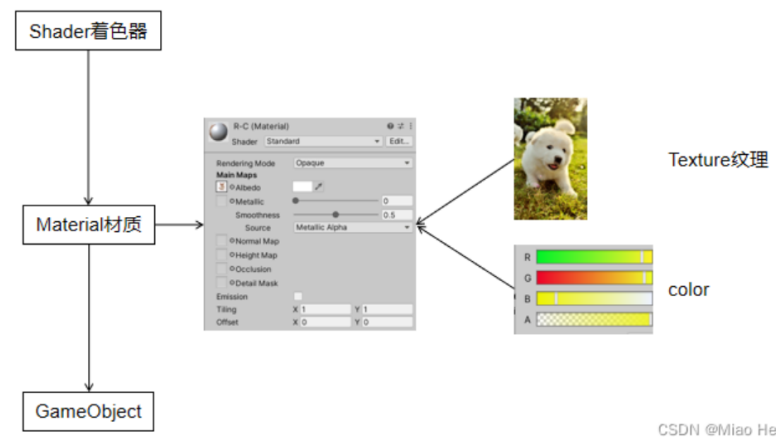 Shader着色器
R-C (Material)
Shader Standard Edit...
Rendering Mode Opaque
Main Maps
Albedo
Metallic 0
Smoothness 0.5
Source Metallic Alpha
Normal Map
Height Map
Occlusion
Detail Mask
Emission
Tiling X 1 Y 1
Offset X 0 Y 0
Texture纹理
Material材质
R
G
B
A
color
GameObject
CSDN @Miao He